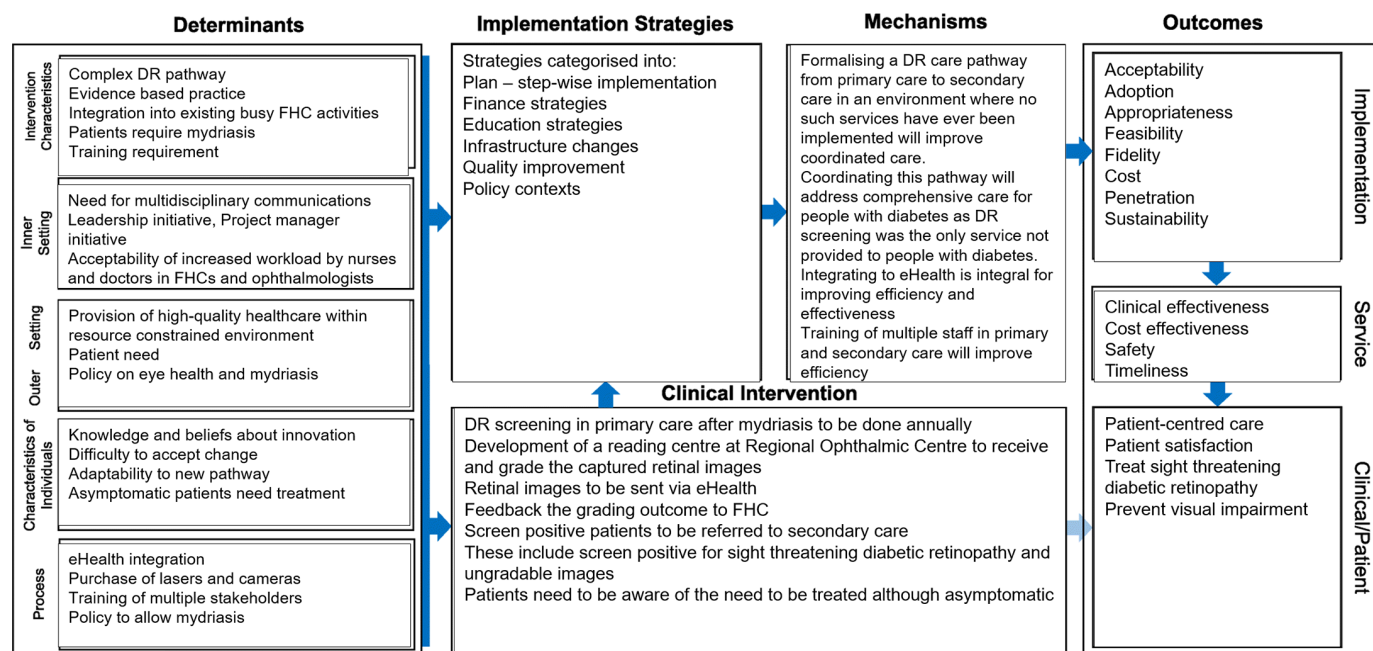 Determinants
Intervention
Characteristics
Complex DR pathway
Evidence based practice
Integration into existing busy FHC activities
Patients require mydriasis
Training requirement
Inner
Setting
Need for multidisciplinary communications
Leadership initiative, Project manager
initiative
Acceptability of increased workload by nurses
and doctors in FHCs and ophthalmologists
Outer Setting
Provision of high-quality healthcare within
resource constrained environment
Patient need
Policy on eye health and mydriasis
Characteristics of
Individuals
Knowledge and beliefs about innovation
Difficulty to accept change
Adaptability to new pathway
Asymptomatic patients need treatment
Process
eHealth integration
Purchase of lasers and cameras
Training of multiple stakeholders
Policy to allow mydriasis
Implementation Strategies
Strategies categorised into:
Plan – step-wise implementation
Finance strategies
Education strategies
Infrastructure changes
Quality improvement
Policy contexts
Mechanisms
Formalising a DR care pathway
from primary care to secondary
care in an environment where no
such services have ever been
implemented will improve
coordinated care.
Coordinating this pathway will
address comprehensive care for
people with diabetes as DR
screening was the only service not
provided to people with diabetes.
Integrating to eHealth is integral for
improving efficiency and
effectiveness
Training of multiple staff in primary
and secondary care will improve
efficiency
Clinical Intervention
DR screening in primary care after mydriasis to be done annually
Development of a reading centre at Regional Ophthalmic Centre to receive
and grade the captured retinal images
Retinal images to be sent via eHealth
Feedback the grading outcome to FHC
Screen positive patients to be referred to secondary care
These include screen positive for sight threatening diabetic retinopathy and
ungradable images
Patients need to be aware of the need to be treated although asymptomatic
Outcomes
Acceptability
Adoption
Appropriateness
Feasibility
Fidelity
Cost
Penetration
Sustainability
Implementation
Clinical effectiveness
Cost effectiveness
Safety
Timeliness
Service
Patient-centred care
Patient satisfaction
Treat sight threatening
diabetic retinopathy
Prevent visual impairment
Clinical/Patient